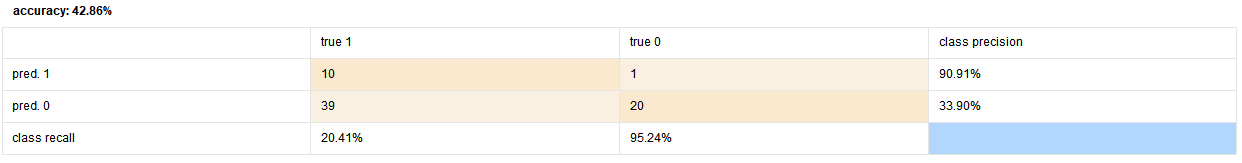 accuracy: 42.86%
true 1 true 0 class precision
pred. 1 10 1 90.91%
pred. 0 39 20 33.90%
class recall 20.41% 95.24%